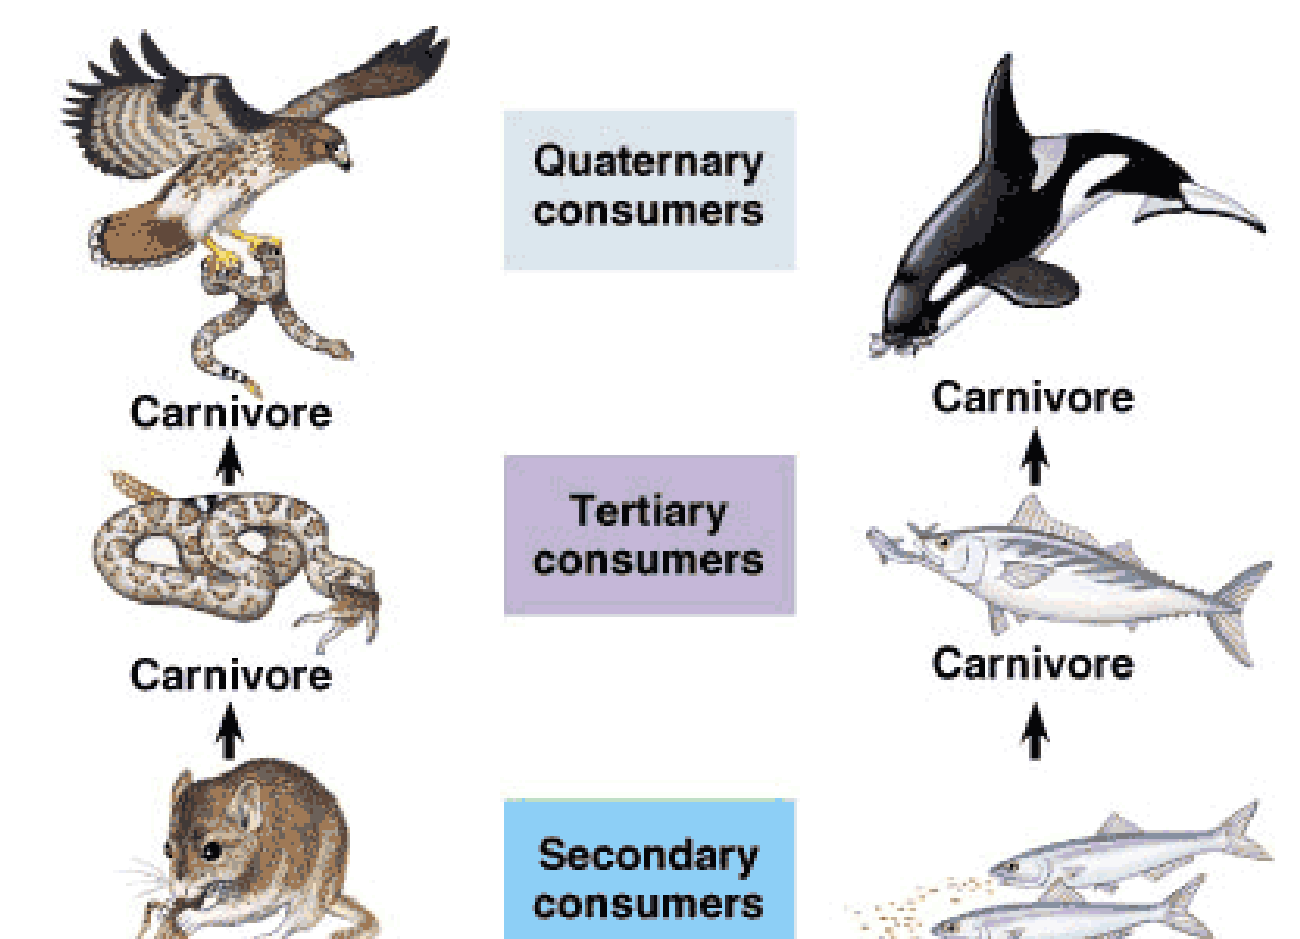 Quaternary
consumers
Carnivore
Carnivore
Tertiary
consumers
Carnivore
Carnivore
Secondary
consumers